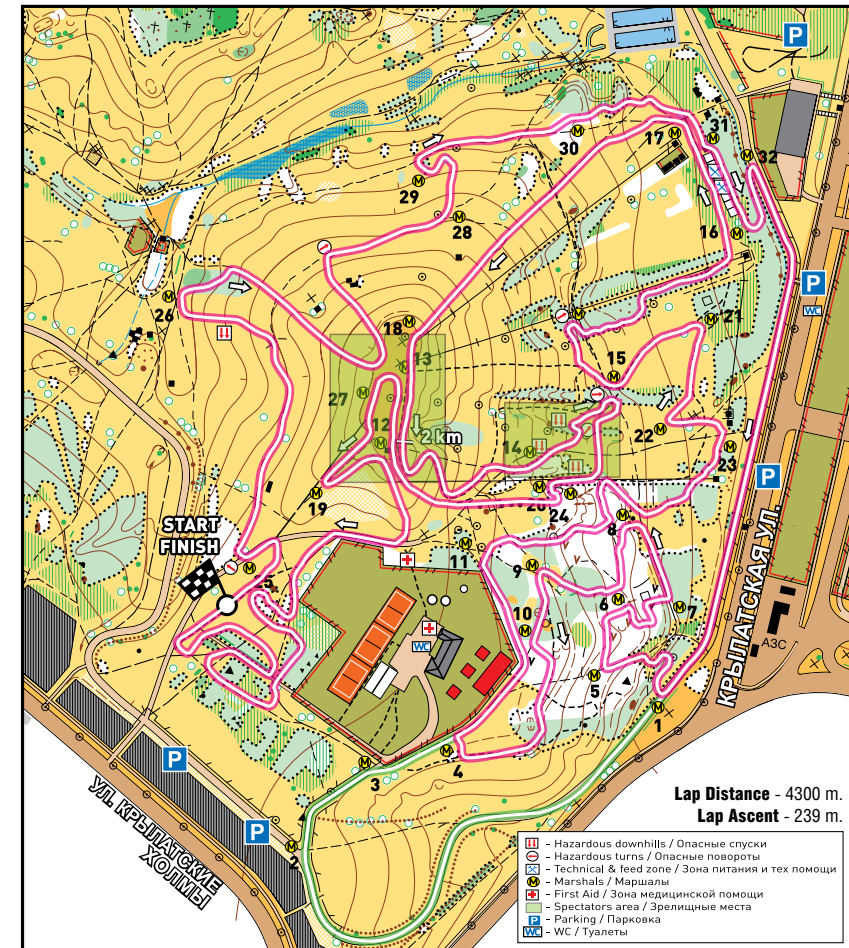 P
30
17
31
32
29
28
16
P
WC
26
18
21
13
15
27
2 km
12
14
22
23
P
19
20
24
8
START
FINISH
11
9
25
10
6
7
WC
5
КРЫЛАТСКАЯ УЛ.
АЗС
1
4
3
P
P
2
УЛ. КРЫЛАТСКИЕ
ХОЛМЫ
Lap Distance - 4300 m.
Lap Ascent - 239 m.
- Hazardous downhills / Опасные спуски
- Hazardous turns / Опасные повороты
- Technical & feed zone / Зона питания и тех помощи
M - Marshals / Маршалы
- First Aid / Зона медицинской помощи
- Spectators area / Зрелищные места
P - Parking / Парковка
WC - WC / Туалеты